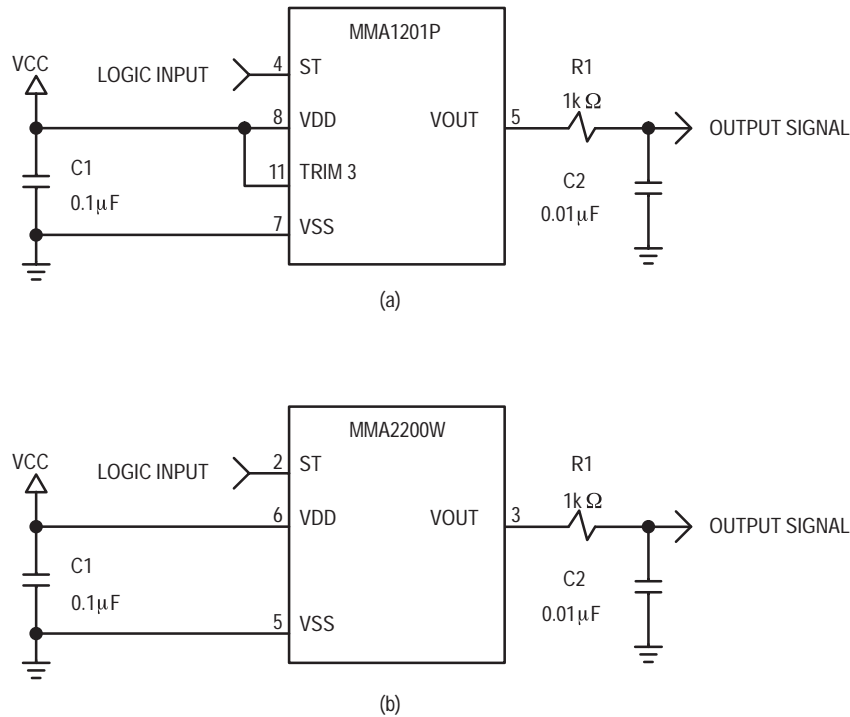 MMA1201P
VCC
LOGIC INPUT
4
ST
R1
1k Ω
8
VDD
VOUT
5
OUTPUT SIGNAL
C1
0.1μF
11
TRIM 3
C2
0.01μF
7
VSS
(a)
MMA2200W
VCC
LOGIC INPUT
2
ST
R1
1k Ω
6
VDD
VOUT
3
OUTPUT SIGNAL
C1
0.1μF
C2
0.01μF
5
VSS
(b)